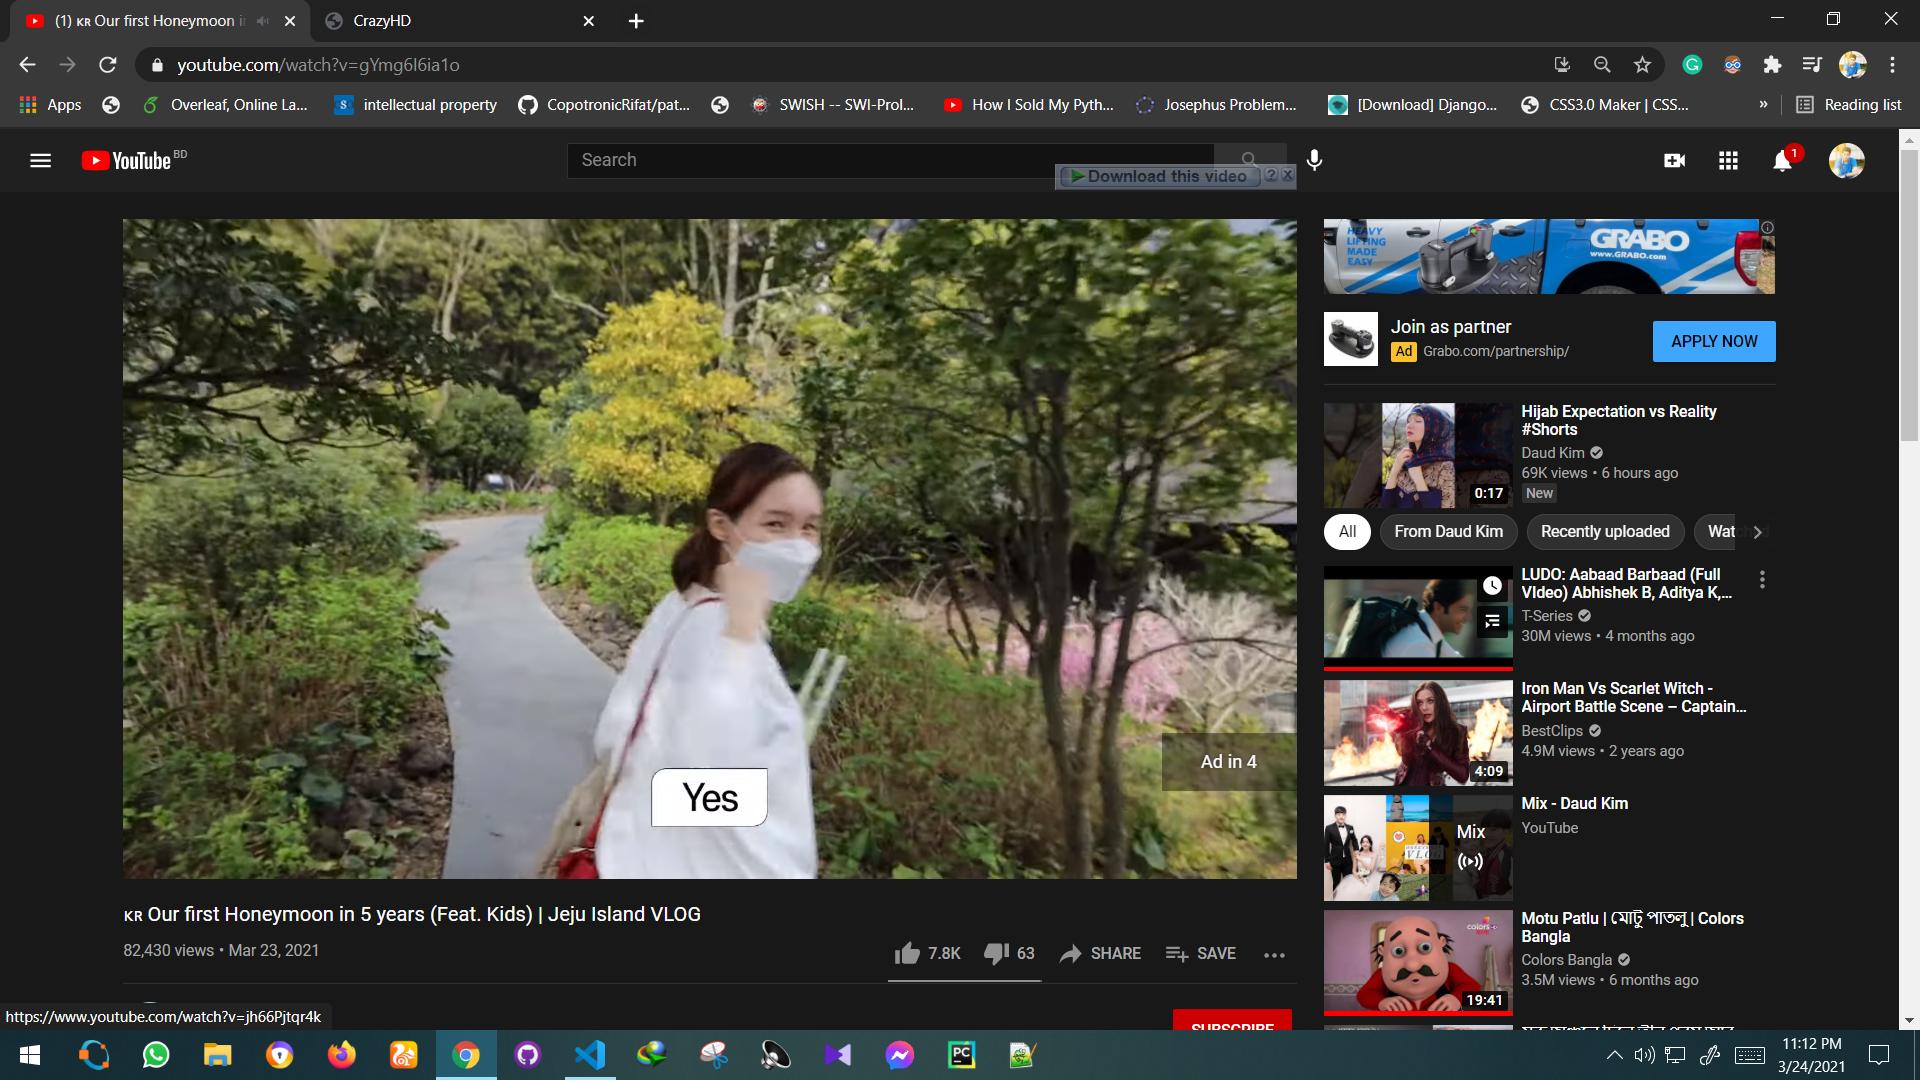 (1) KR Our first Honeymoon in
CrazyHD
youtube.com/watch?v=gYmg6I6ia1o
Apps
Overleaf, Online La...
intellectual property
CopotronicRifat/pat...
SWISH -- SWI-Prol...
How I Sold My Pyth...
Josephus Problem...
[Download] Django...
CSS3.0 Maker | CSS...
»
Reading list
YouTube BD
Search
Download this video
1
HEAVY
LIFTING
MADE
EASY
GRABO
www.GRABO.com
Join as partner
Ad Grabo.com/partnership/
APPLY NOW
Hijab Expectation vs Reality
#Shorts
Daud Kim
69K views • 6 hours ago
New
0:17
All
From Daud Kim
Recently uploaded
LUDO: Aabaad Barbaad (Full
VIdeo) Abhishek B, Aditya K,...
T-Series
30M views • 4 months ago
Iron Man Vs Scarlet Witch -
Airport Battle Scene – Captain...
BestClips
4.9M views • 2 years ago
4:09
Mix - Daud Kim
YouTube
Mix
Motu Patlu | মোটু পাতলু | Colors
Bangla
Colors Bangla
3.5M views • 6 months ago
19:41
Ad in 4
Yes
KR Our first Honeymoon in 5 years (Feat. Kids) | Jeju Island VLOG
82,430 views • Mar 23, 2021
7.8K
63
SHARE
SAVE
SUBSCRIBE
https://www.youtube.com/watch?v=jh66Pjtqr4k
PC
11:12 PM
3/24/2021